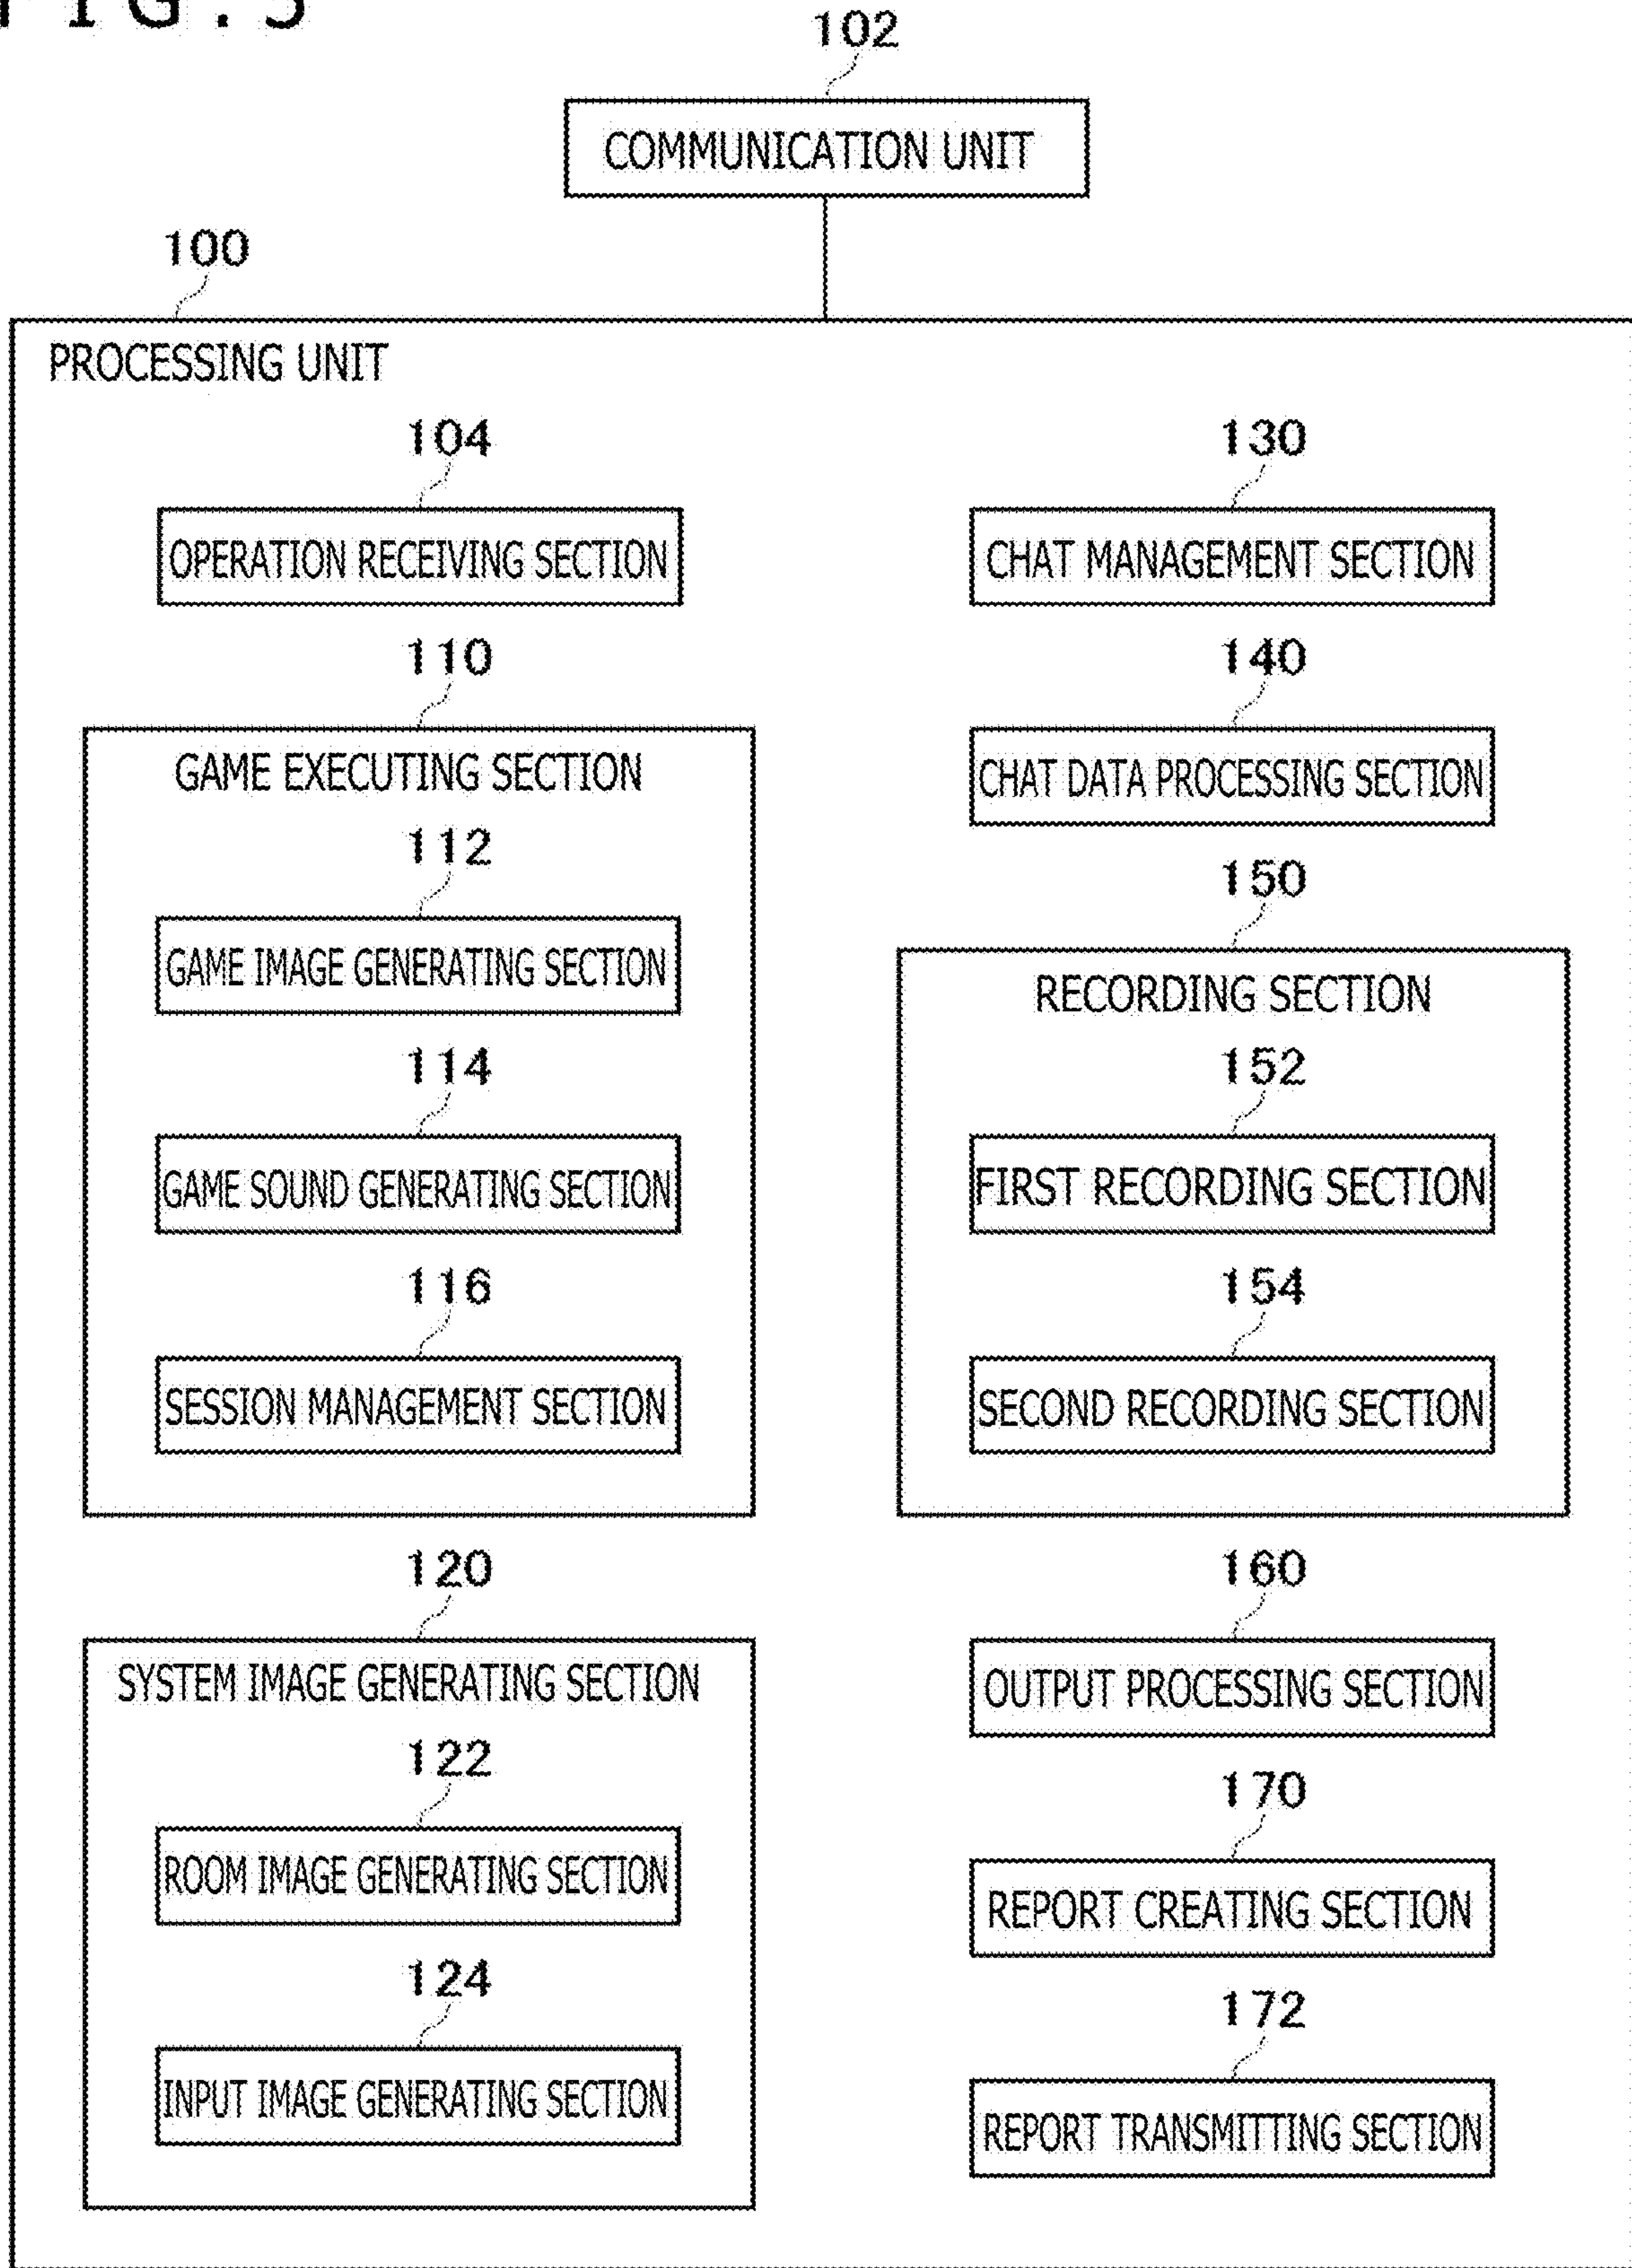 FIG.
102
COMMUNICATION UNIT
100
PROCESSING UNIT
104
OPERATION RECEIVING SECTION
110
GAME EXECUTING SECTION
112
GAME IMAGE GENERATING SECTION
114
GAME SOUND GENERATING SECTION
116
SESSION MANAGEMENT SECTION
120
SYSTEM IMAGE GENERATING SECTION
122
ROOM IMAGE GENERATING SECTION
124
INPUT IMAGE GENERATING SECTION
130
CHAT MANAGEMENT SECTION
140
CHAT DATA PROCESSING SECTION
150
RECORDING SECTION
152
FIRST RECORDING SECTION
154
SECOND RECORDING SECTION
160
OUTPUT PROCESSING SECTION
170
REPORT CREATING SECTION
172
REPORT TRANSMITTING SECTION